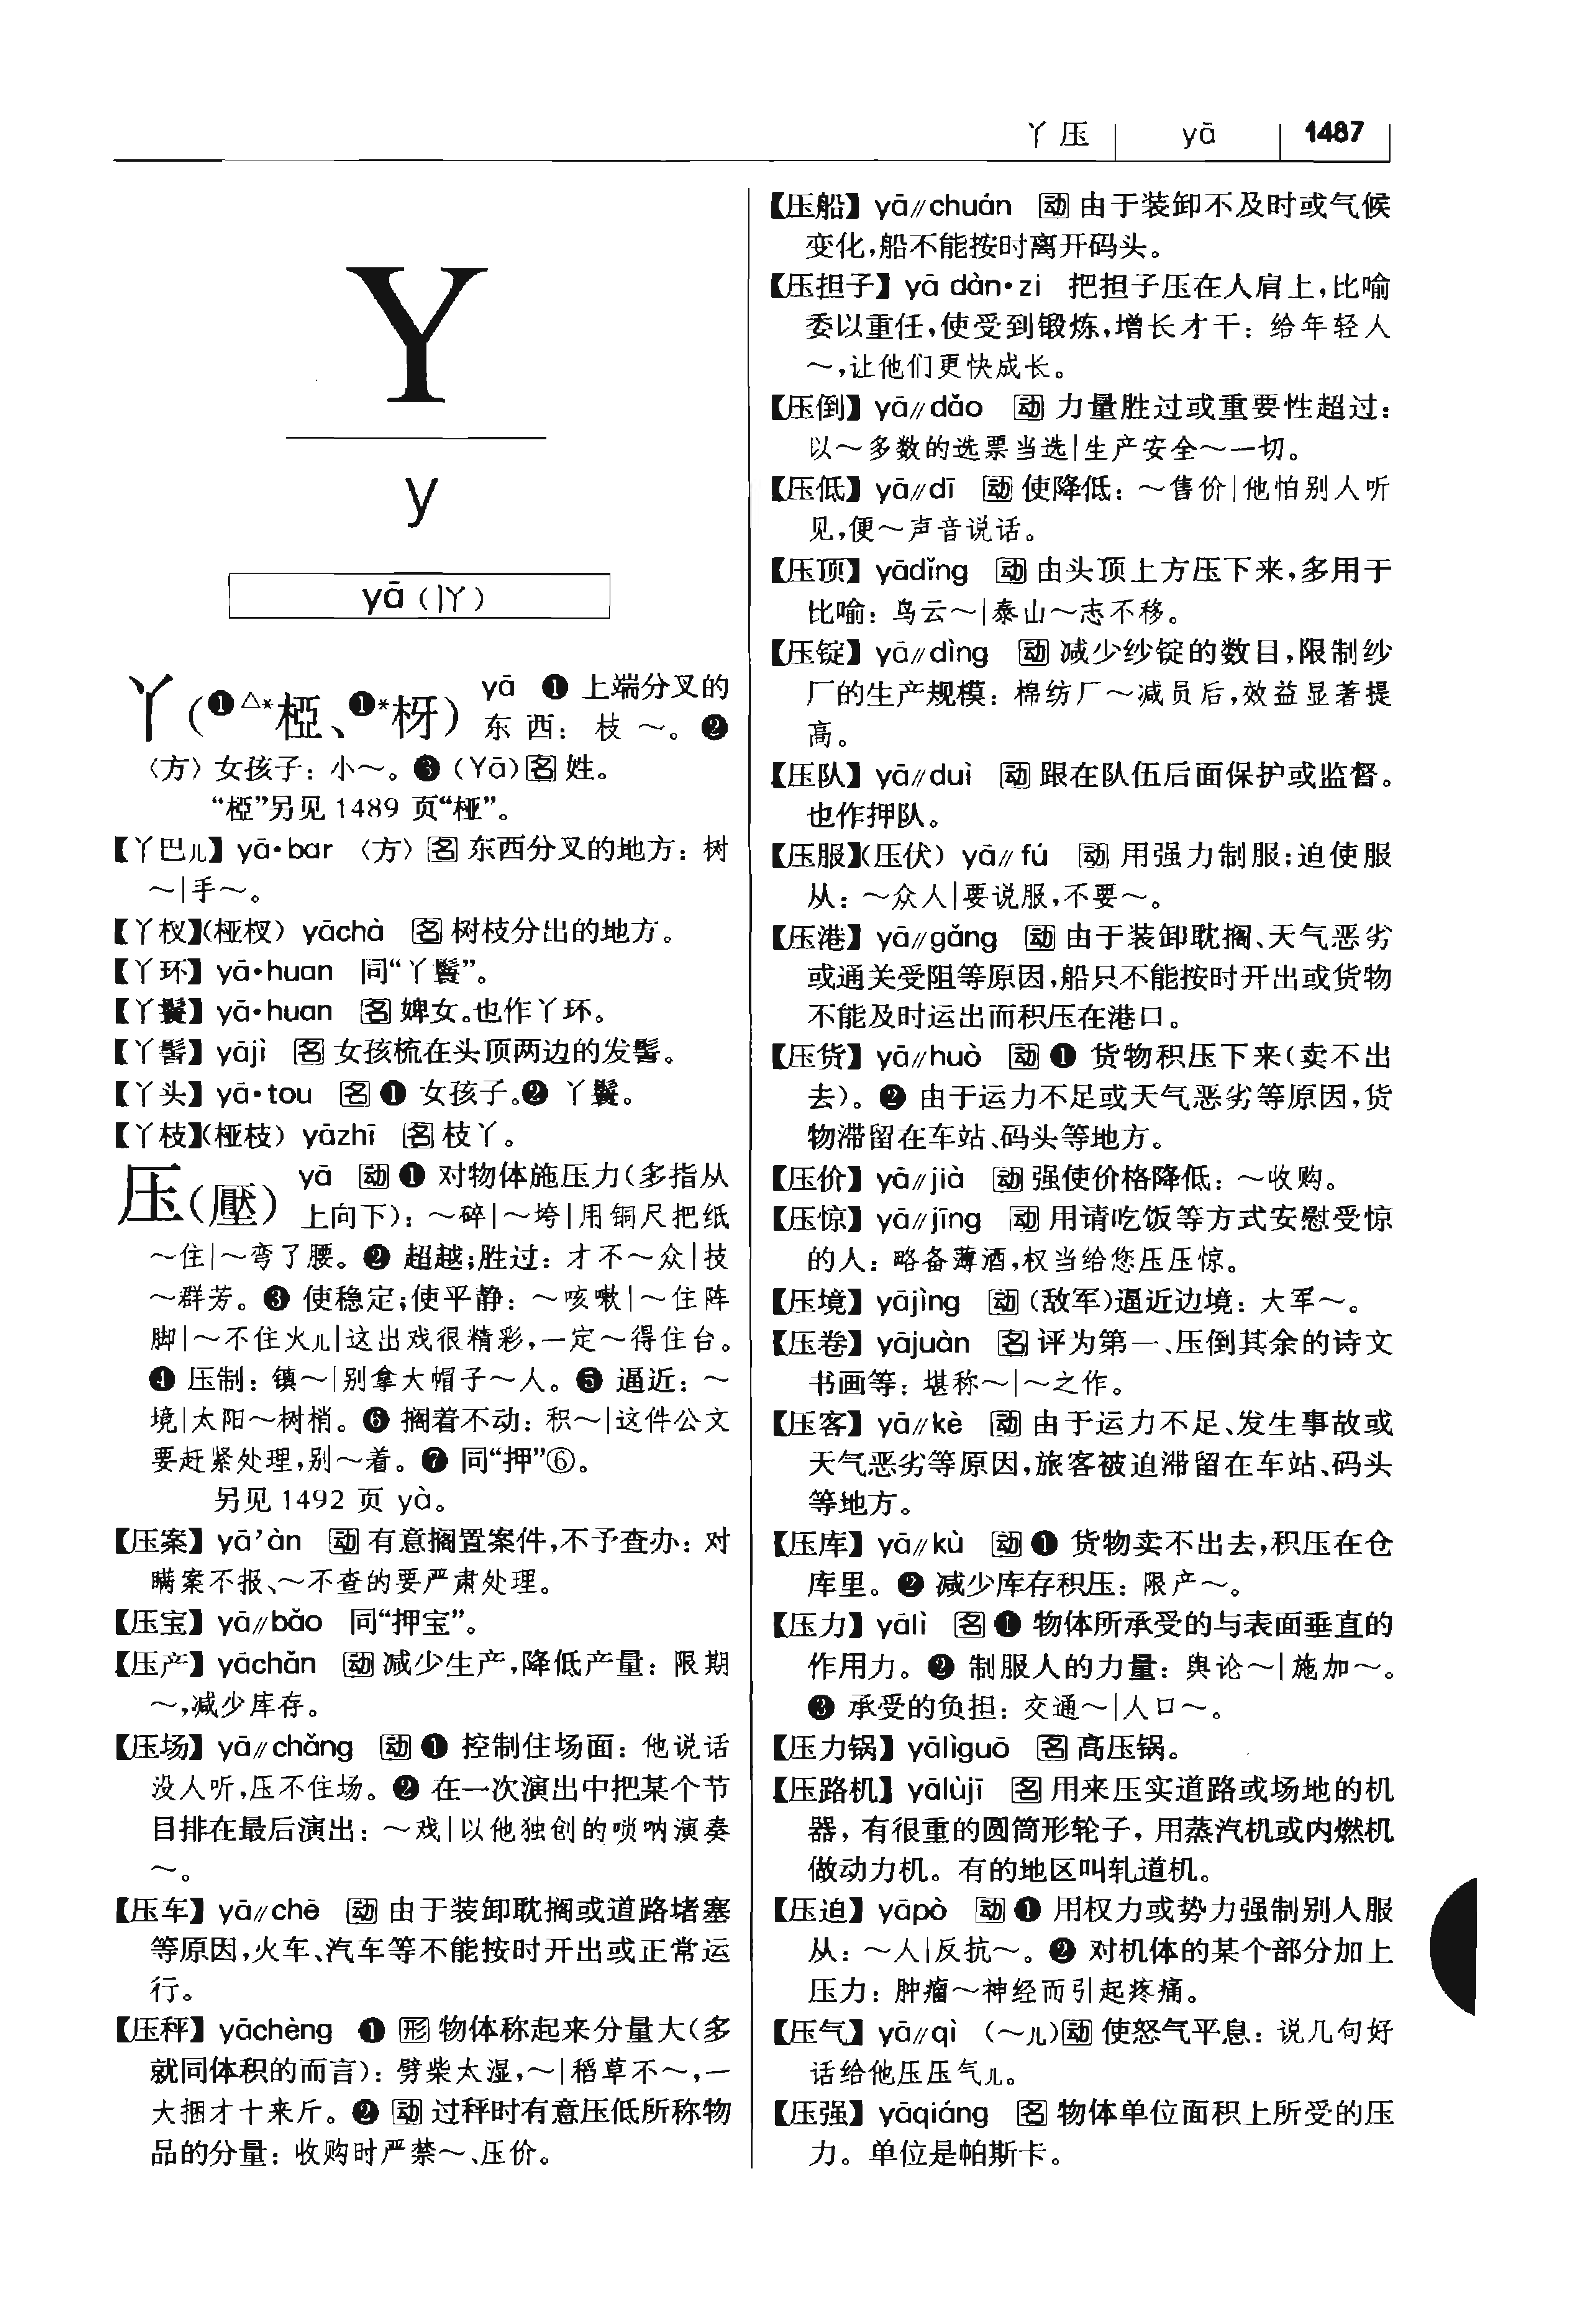 丫压 yā 1487
Y
y
yā（ㄧㄚ）
丫（❶△*椏、❶*枒） yā ❶ 上端分叉的
东西：枝～。❷
〈方〉女孩子：小～。❸（Yā）名 姓。
“椏”另见 1489 页“桠”。
【丫巴儿】yā·bar 〈方〉名 东西分叉的地方：树
～|手～。
【丫杈】（桠杈）yāchà 名 树枝分出的地方。
【丫环】yā·huan 同“丫鬟”。
【丫鬟】yā·huan 名 婢女。也作丫环。
【丫髻】yājì 名 女孩梳在头顶两边的发髻。
【丫头】yā·tou 名 ❶ 女孩子。❷ 丫鬟。
【丫枝】（桠枝）yāzhī 名 枝丫。
压（壓） yā 动 ❶ 对物体施压力（多指从
上向下）：～碎|～垮|用铜尺把纸
～住|～弯了腰。❷ 超越；胜过：才不～众|技
～群芳。❸ 使稳定；使平静：～咳嗽|～住阵
脚|～不住火儿|这出戏很精彩，一定～得住台。
❹ 压制：镇～|别拿大帽子～人。❺ 逼近：～
境|太阳～树梢。❻ 搁着不动：积～|这件公文
要赶紧处理，别～着。❼ 同“押”⑥。
另见 1492 页 yà。
【压案】yā’àn 动 有意搁置案件，不予查办：对
瞒案不报、～不查的要严肃处理。
【压宝】yā∥bǎo 同“押宝”。
【压产】yāchǎn 动 减少生产，降低产量：限期
～，减少库存。
【压场】yā∥chǎng 动 ❶ 控制住场面：他说话
没人听，压不住场。❷ 在一次演出中把某个节
目排在最后演出：～戏|以他独创的唢呐演奏
～。
【压车】yā∥chē 动 由于装卸耽搁或道路堵塞
等原因，火车、汽车等不能按时开出或正常运
行。
【压秤】yāchèng ❶ 形 物体称起来分量大（多
就同体积的而言）：劈柴太湿，～|稻草不～，一
大捆才十来斤。❷ 动 过秤时有意压低所称物
品的分量：收购时严禁～、压价。
【压船】yā∥chuán 动 由于装卸不及时或气候
变化，船不能按时离开码头。
【压担子】yā dàn·zi 把担子压在人肩上，比喻
委以重任，使受到锻炼，增长才干：给年轻人
～，让他们更快成长。
【压倒】yā∥dǎo 动 力量胜过或重要性超过：
以～多数的选票当选|生产安全～一切。
【压低】yā∥dī 动 使降低：～售价|他怕别人听
见，便～声音说话。
【压顶】yādǐng 动 由头顶上方压下来，多用于
比喻：乌云～|泰山～志不移。
【压锭】yā∥dìng 动 减少纱锭的数目，限制纱
厂的生产规模：棉纺厂～减员后，效益显著提
高。
【压队】yā∥duì 动 跟在队伍后面保护或监督。
也作押队。
【压服】（压伏）yā∥fú 动 用强力制服；迫使服
从：～众人|要说服，不要～。
【压港】yā∥gǎng 动 由于装卸耽搁、天气恶劣
或通关受阻等原因，船只不能按时开出或货物
不能及时运出而积压在港口。
【压货】yā∥huò 动 ❶ 货物积压下来（卖不出
去）。❷ 由于运力不足或天气恶劣等原因，货
物滞留在车站、码头等地方。
【压价】yā∥jià 动 强使价格降低：～收购。
【压惊】yā∥jīng 动 用请吃饭等方式安慰受惊
的人：略备薄酒，权当给您压压惊。
【压境】yājìng 动（敌军）逼近边境：大军～。
【压卷】yājuàn 名 评为第一、压倒其余的诗文
书画等：堪称～|～之作。
【压客】yā∥kè 动 由于运力不足、发生事故或
天气恶劣等原因，旅客被迫滞留在车站、码头
等地方。
【压库】yā∥kù 动 ❶ 货物卖不出去，积压在仓
库里。❷ 减少库存积压：限产～。
【压力】yālì 名 ❶ 物体所承受的与表面垂直的
作用力。❷ 制服人的力量：舆论～|施加～。
❸ 承受的负担：交通～|人口～。
【压力锅】yālìguō 名 高压锅。
【压路机】yālùjī 名 用来压实道路或场地的机
器，有很重的圆筒形轮子，用蒸汽机或内燃机
做动力机。有的地区叫轧道机。
【压迫】yāpò 动 ❶ 用权力或势力强制别人服
从：～人|反抗～。❷ 对机体的某个部分加上
压力：肿瘤～神经而引起疼痛。
【压气】yā∥qì （～儿）动 使怒气平息：说几句好
话给他压压气儿。
【压强】yāqiáng 名 物体单位面积上所受的压
力。单位是帕斯卡。